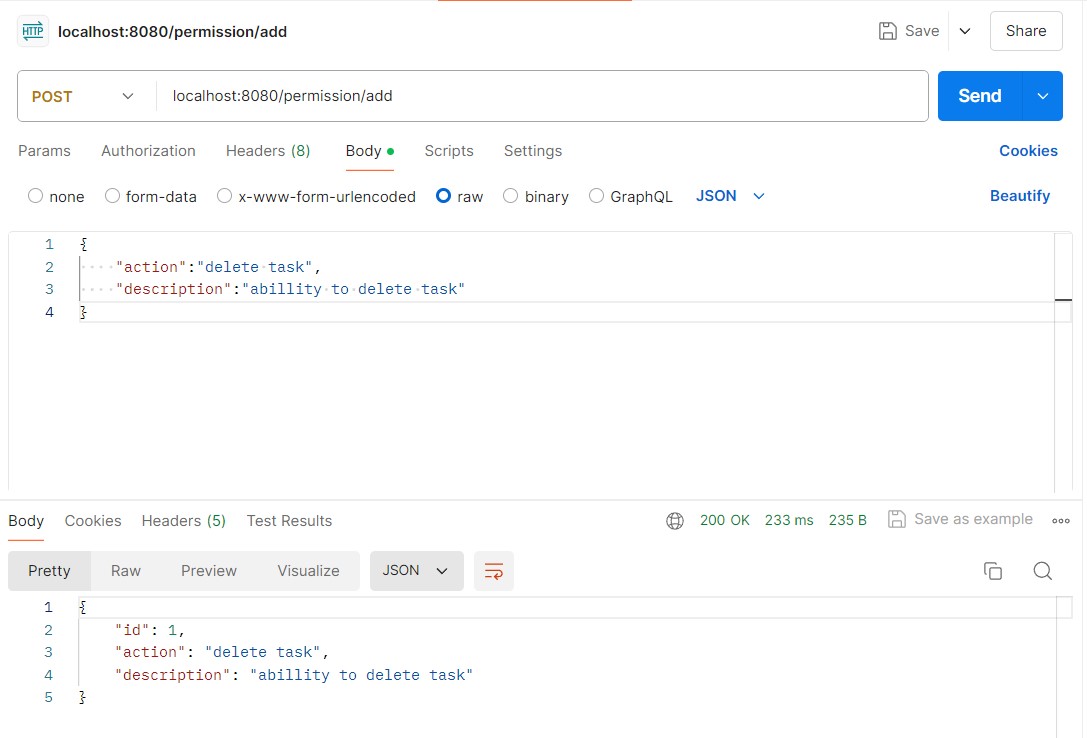 HTTP localhost:8080/permission/add Save Share
POST localhost:8080/permission/add Send
Params Authorization Headers (8) Body Scripts Settings Cookies
none form-data x-www-form-urlencoded raw binary GraphQL JSON Beautify
1 {
2 "action":"delete task",
3 "description":"abillity to delete task"
4 }
Body Cookies Headers (5) Test Results 200 OK 233 ms 235 B Save as example
Pretty Raw Preview Visualize JSON
1 {
2 "id": 1,
3 "action": "delete task",
4 "description": "abillity to delete task"
5 }